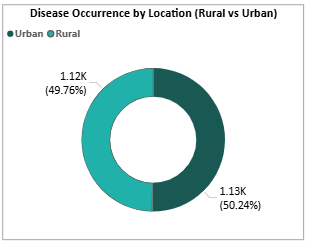 Disease Occurrence by Location (Rural vs Urban)
Urban Rural
1.12K
(49.76%)
1.13K
(50.24%)